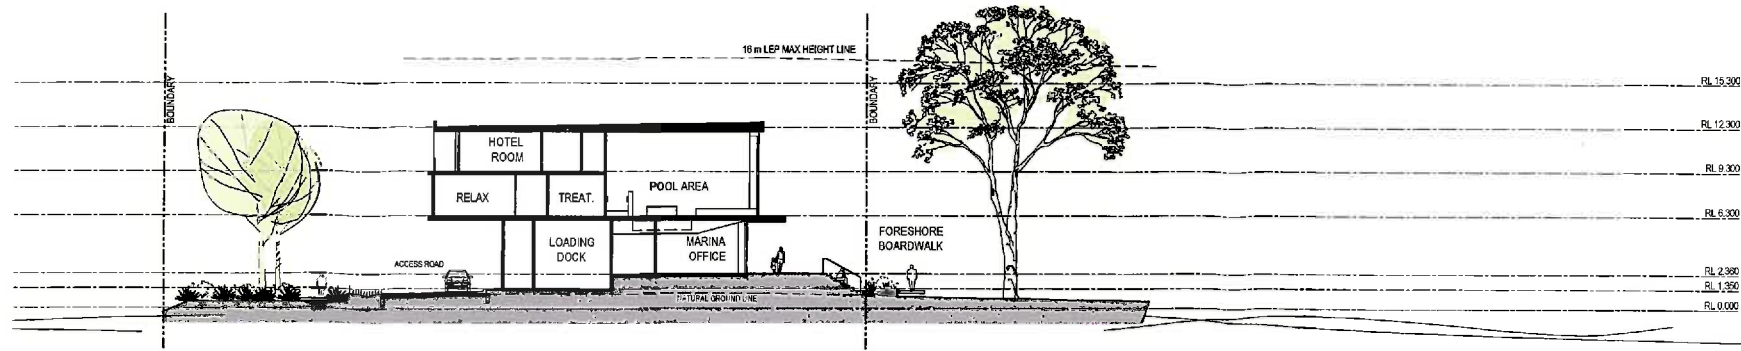 16 m LEP MAX HEIGHT LINE
BOUNDARY
BOUNDARY
RL 15.300
RL 12.300
HOTEL
ROOM
RL 9.300
RELAX
TREAT.
POOL AREA
RL 6.300
FORESHORE
BOARDWALK
LOADING
DOCK
MARINA
OFFICE
ACCESS ROAD
RL 2.360
RL 1.350
NATURAL GROUND LINE
RL 0.000